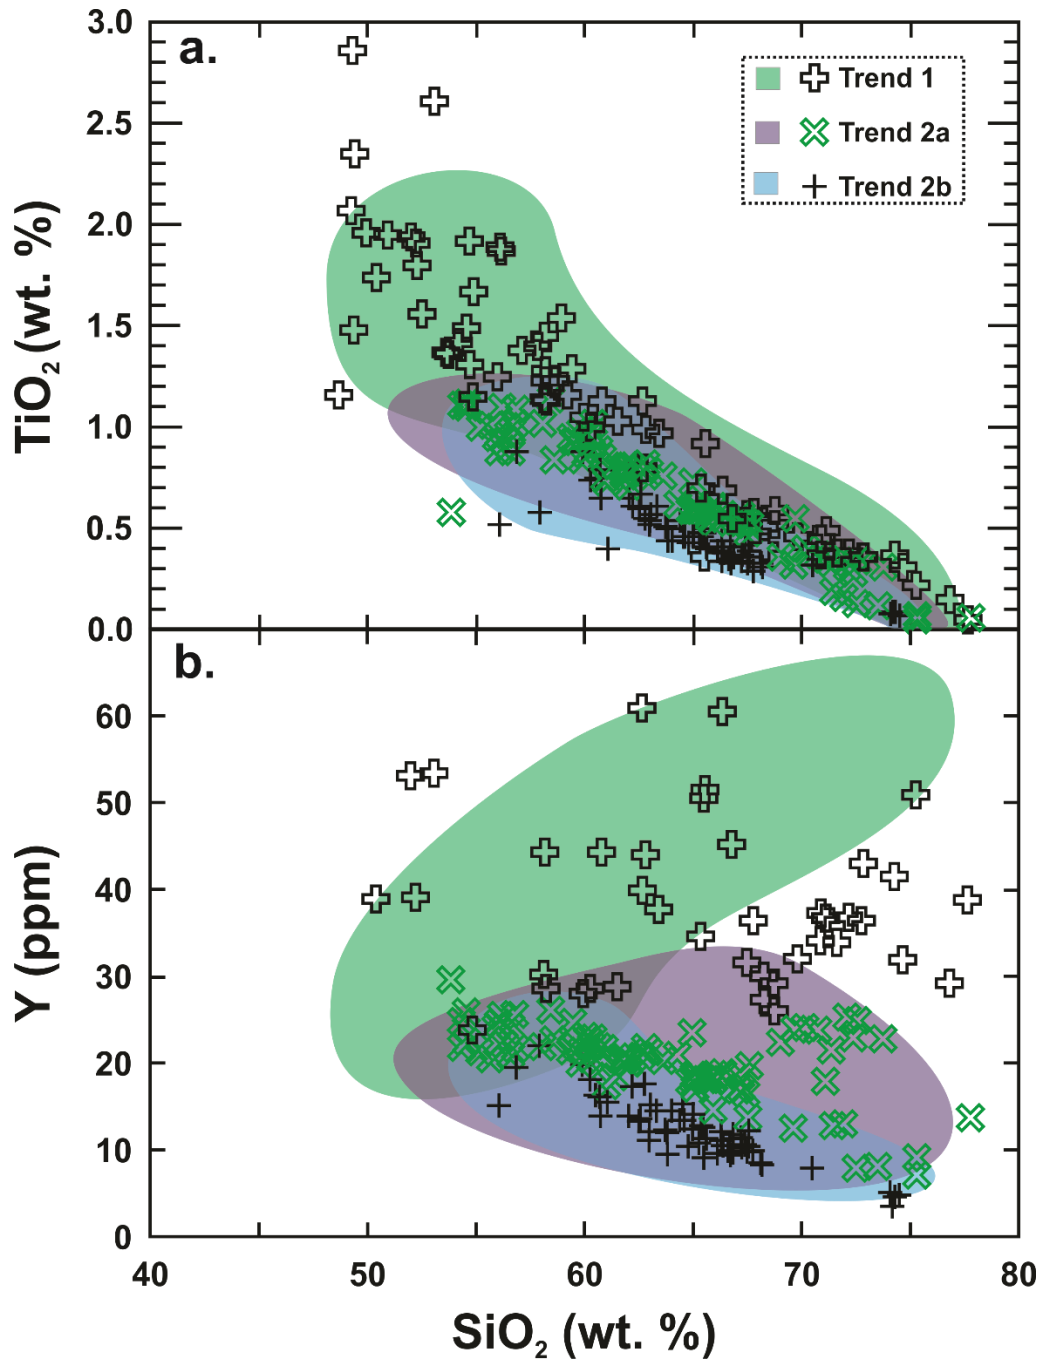 a.
3.0
2.5
2.0
1.5
1.0
0.5
0.0
TiO₂ (wt. %)
Trend 1
Trend 2a
Trend 2b
b.
60
50
40
30
20
10
0
Y (ppm)
40 50 60 70 80
SiO₂ (wt. %)